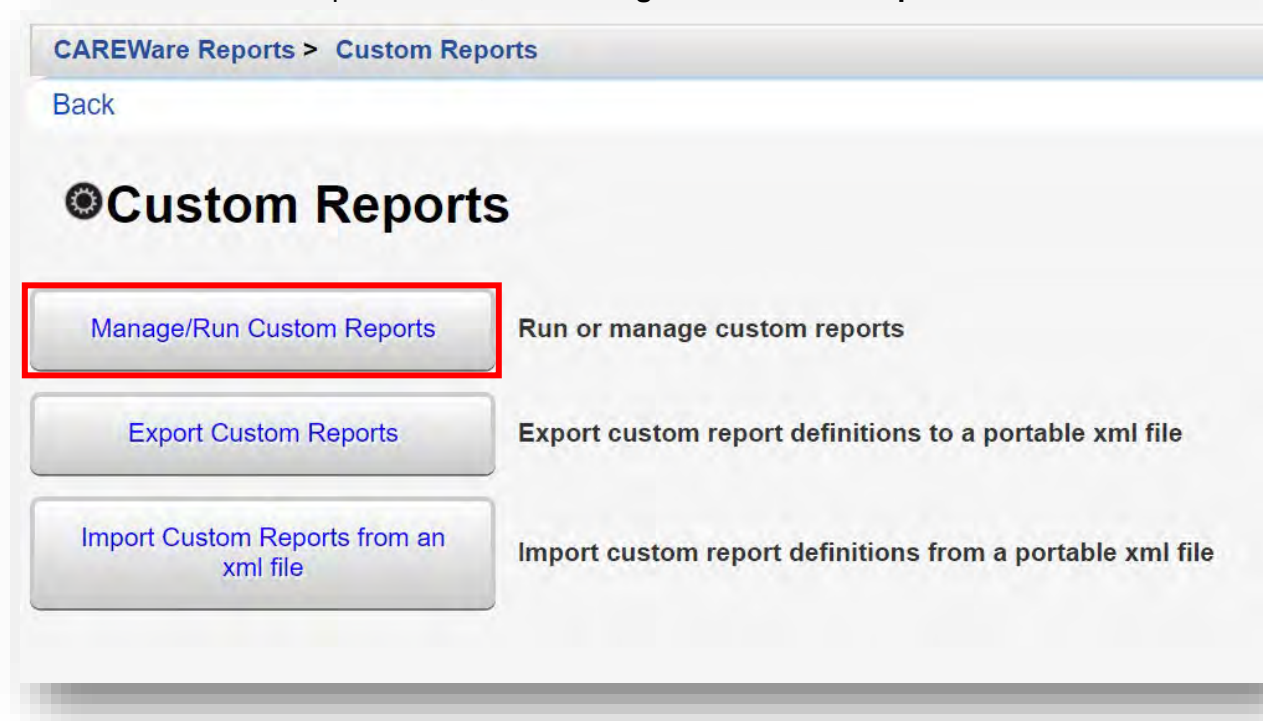 CAREWare Reports > Custom Reports
Back
Custom Reports
Manage/Run Custom Reports
Run or manage custom reports
Export Custom Reports
Export custom report definitions to a portable xml file
Import Custom Reports from an
xml file
Import custom report definitions from a portable xml file